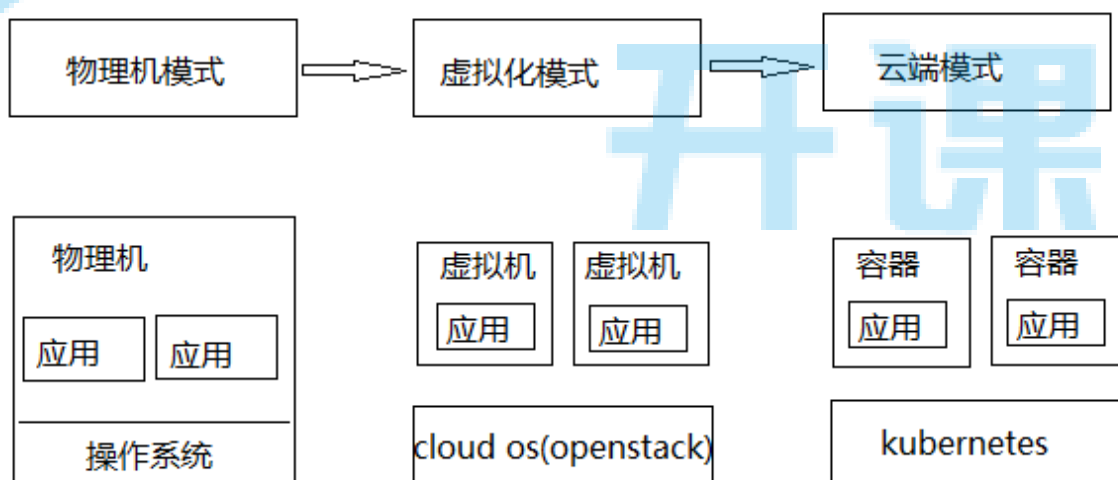 物理机模式
虚拟化模式
云端模式
开课
物理机
应用
应用
操作系统
虚拟机
应用
虚拟机
应用
cloud os(openstack)
容器
应用
容器
应用
kubernetes